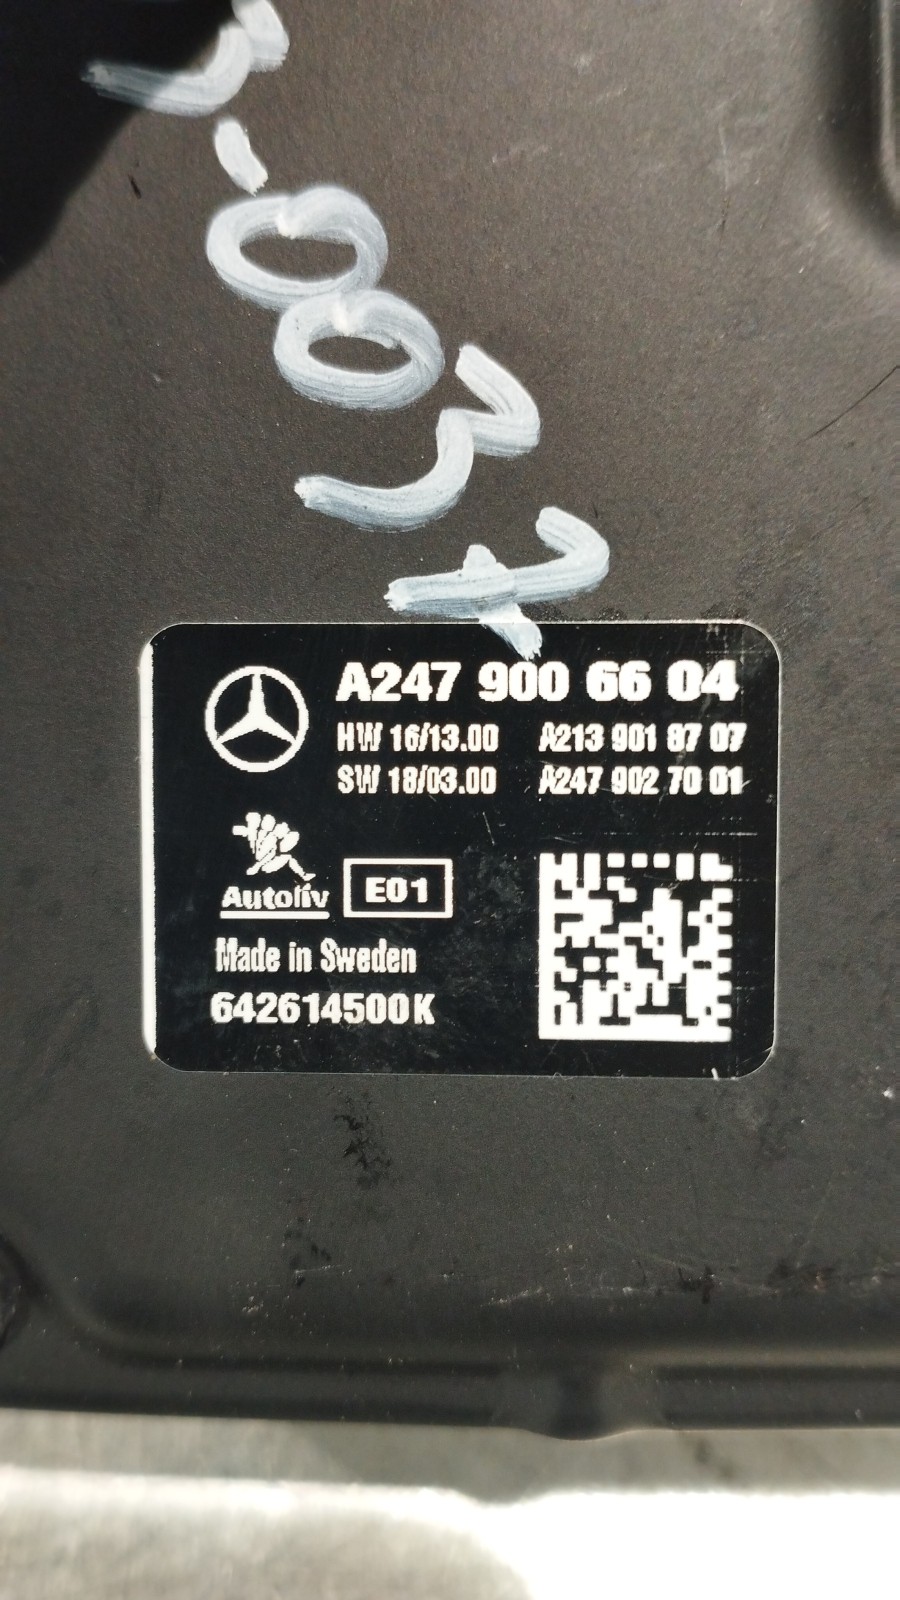 3-0037
A247 900 66 04
HW 16/13.00 A213 901 87 07
SW 18/03.00 A247 902 70 01
Autoliv E01
Made in Sweden
642614500K